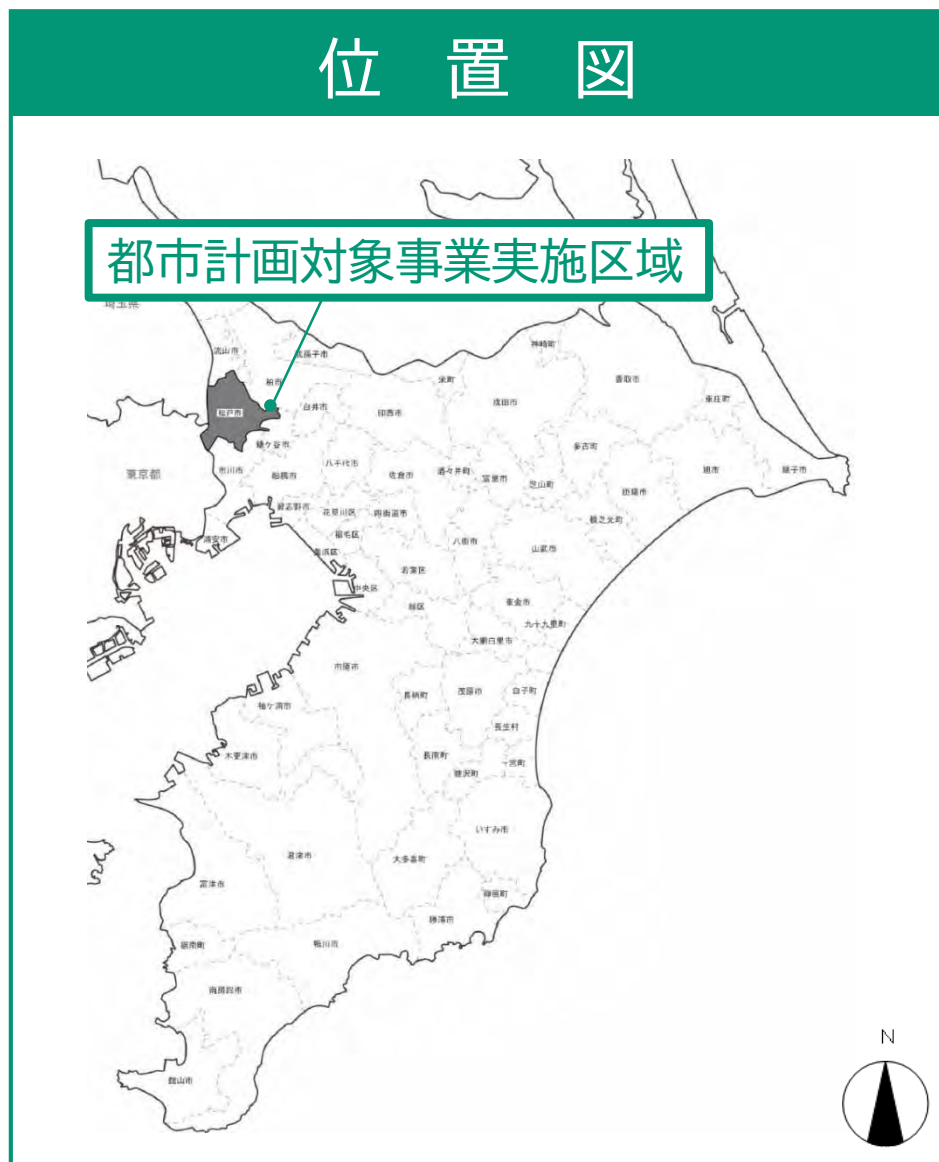 位置図
都市計画対象事業実施区域
埼玉県
流山市
我孫子市
柏市
松戸市
白井市
印西市
栄町
成田市
神崎町
香取市
東庄町
鎌ケ谷市
東京都
市川市
船橋市
八千代市
佐倉市
酒々井町
富里市
芝山町
多古町
匝瑳市
旭市
銚子市
横芝光町
習志野市
花見川区
四街道市
浦安市
稲毛区
美浜区
八街市
山武市
若葉区
中央区
緑区
東金市
九十九里町
大網白里市
市原市
長柄町
茂原市
白子町
袖ケ浦市
長生村
木更津市
長南町
一宮町
睦沢町
いすみ市
君津市
大多喜町
富津市
御宿町
勝浦市
鋸南町
鴨川市
南房総市
館山市
N